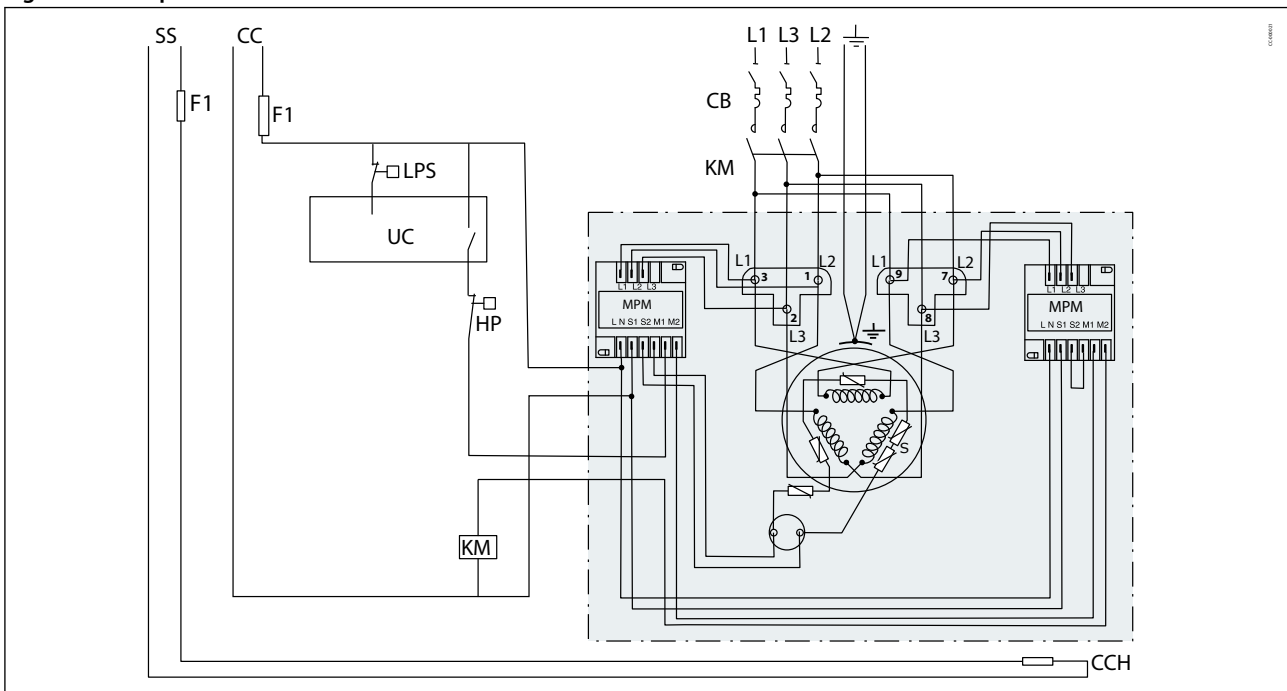 SS CC L1 L3 L2
F1 F1 CB
KM
LPS
UC
L1 L2 L1 L2
3 1 9 7
L1 L2 L3 L1 L2 L3
MPM MPM
2 8
HP L N S1 S2 M1 M2 L N S1 S2 M1 M2
L3 L3
S
KM
CCH